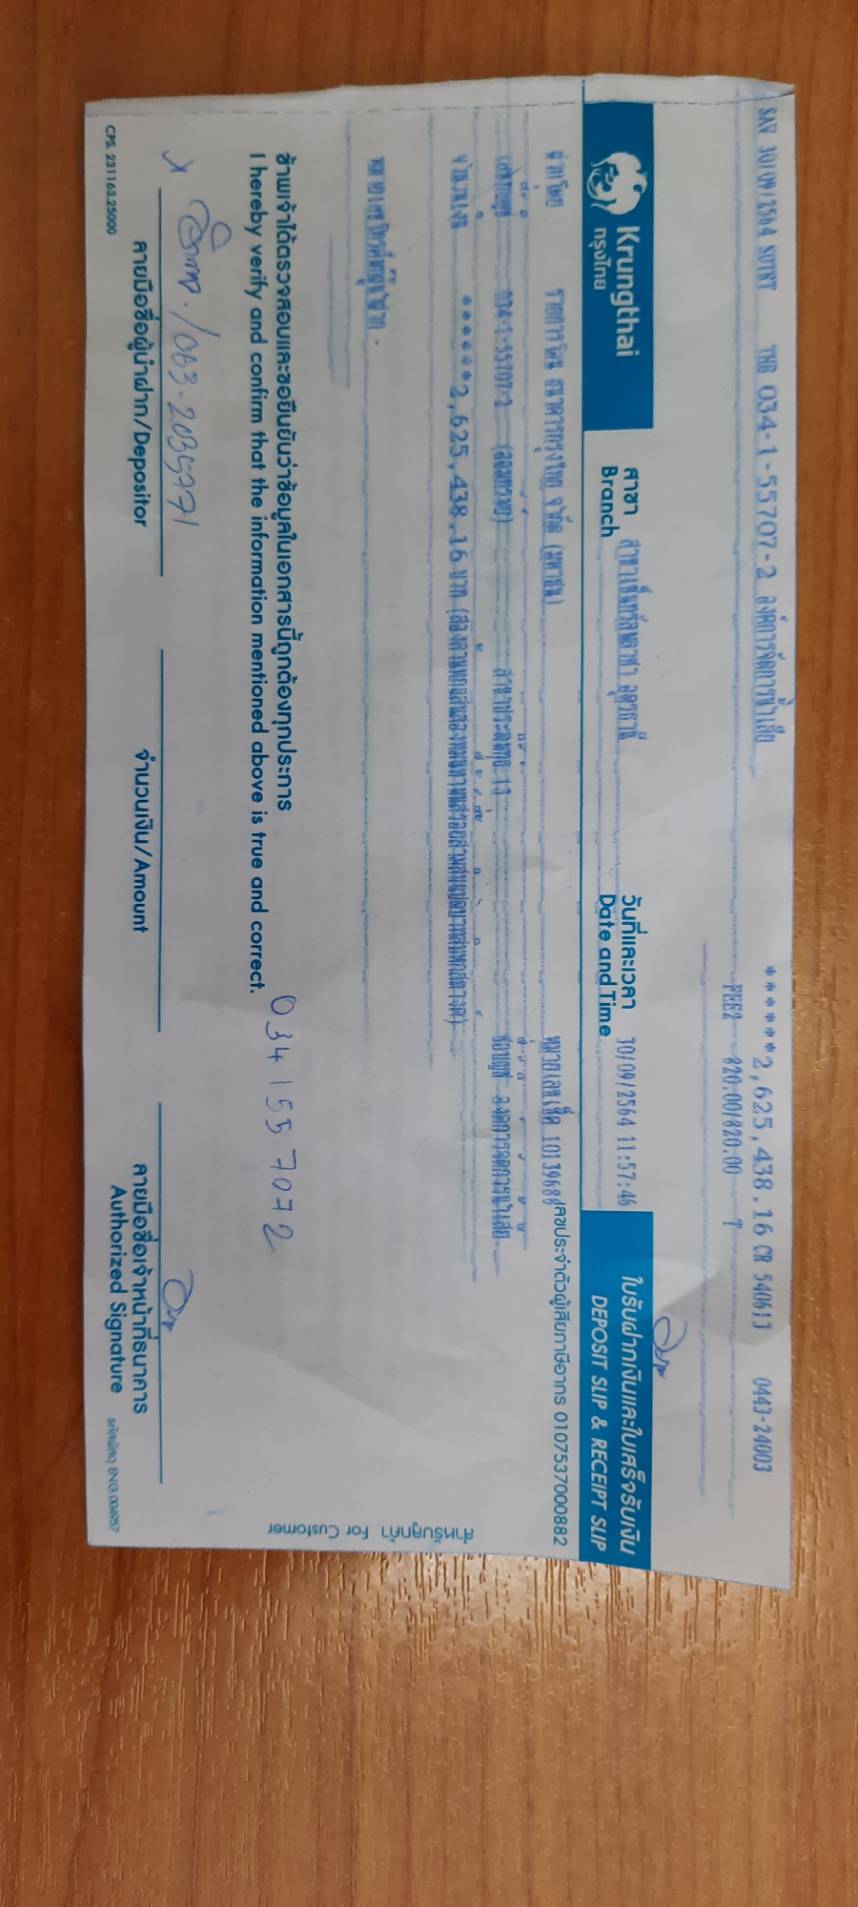 SAV 30/09/2564 SDTBT THB 034-1-55707-2 องค์การจัดการน้ำเสีย ******2,625,438.16 CR 540613 0443-24003
FEE2 820.00/820.00 T
Krungthai
กรุงไทย
สาขา สาขาเซ็นทรัลพลาซา อุดรธานี
Branch
วันที่และเวลา 30/09/2564 11:57:46
Date and Time
ใบรับฝากเงินและใบเสร็จรับเงิน
DEPOSIT SLIP & RECEIPT SLIP
เลขประจำตัวผู้เสียภาษีอากร 0107537000882
จ่ายโดย รายการโอน ธนาคารกรุงไทย จำกัด (มหาชน) หมายเลขเช็ค 10139688
เลขที่บัญชี 034-1-55707-2 (ออมทรัพย์) สาขาประดิพัทธ์ 13 ชื่อบัญชี องค์การจัดการน้ำเสีย
จำนวนเงิน ******2,625,438.16 บาท (สองล้านหกแสนสองหมื่นห้าพันสี่ร้อยสามสิบแปดบาทสิบหกสตางค์)
หมายเลขโทรศัพท์ผู้นำฝาก -
สำหรับลูกค้า For Customer
ข้าพเจ้าได้ตรวจสอบและขอยืนยันว่าข้อมูลในเอกสารนี้ถูกต้องทุกประการ
I hereby verify and confirm that the information mentioned above is true and correct.
0341557072
/063-2035771
ลายมือชื่อผู้นำฝาก/Depositor
จำนวนเงิน/Amount
ลายมือชื่อเจ้าหน้าที่ธนาคาร
Authorized Signature
CPS. 231163.25000
รหัสพัสดุ ENG.004957